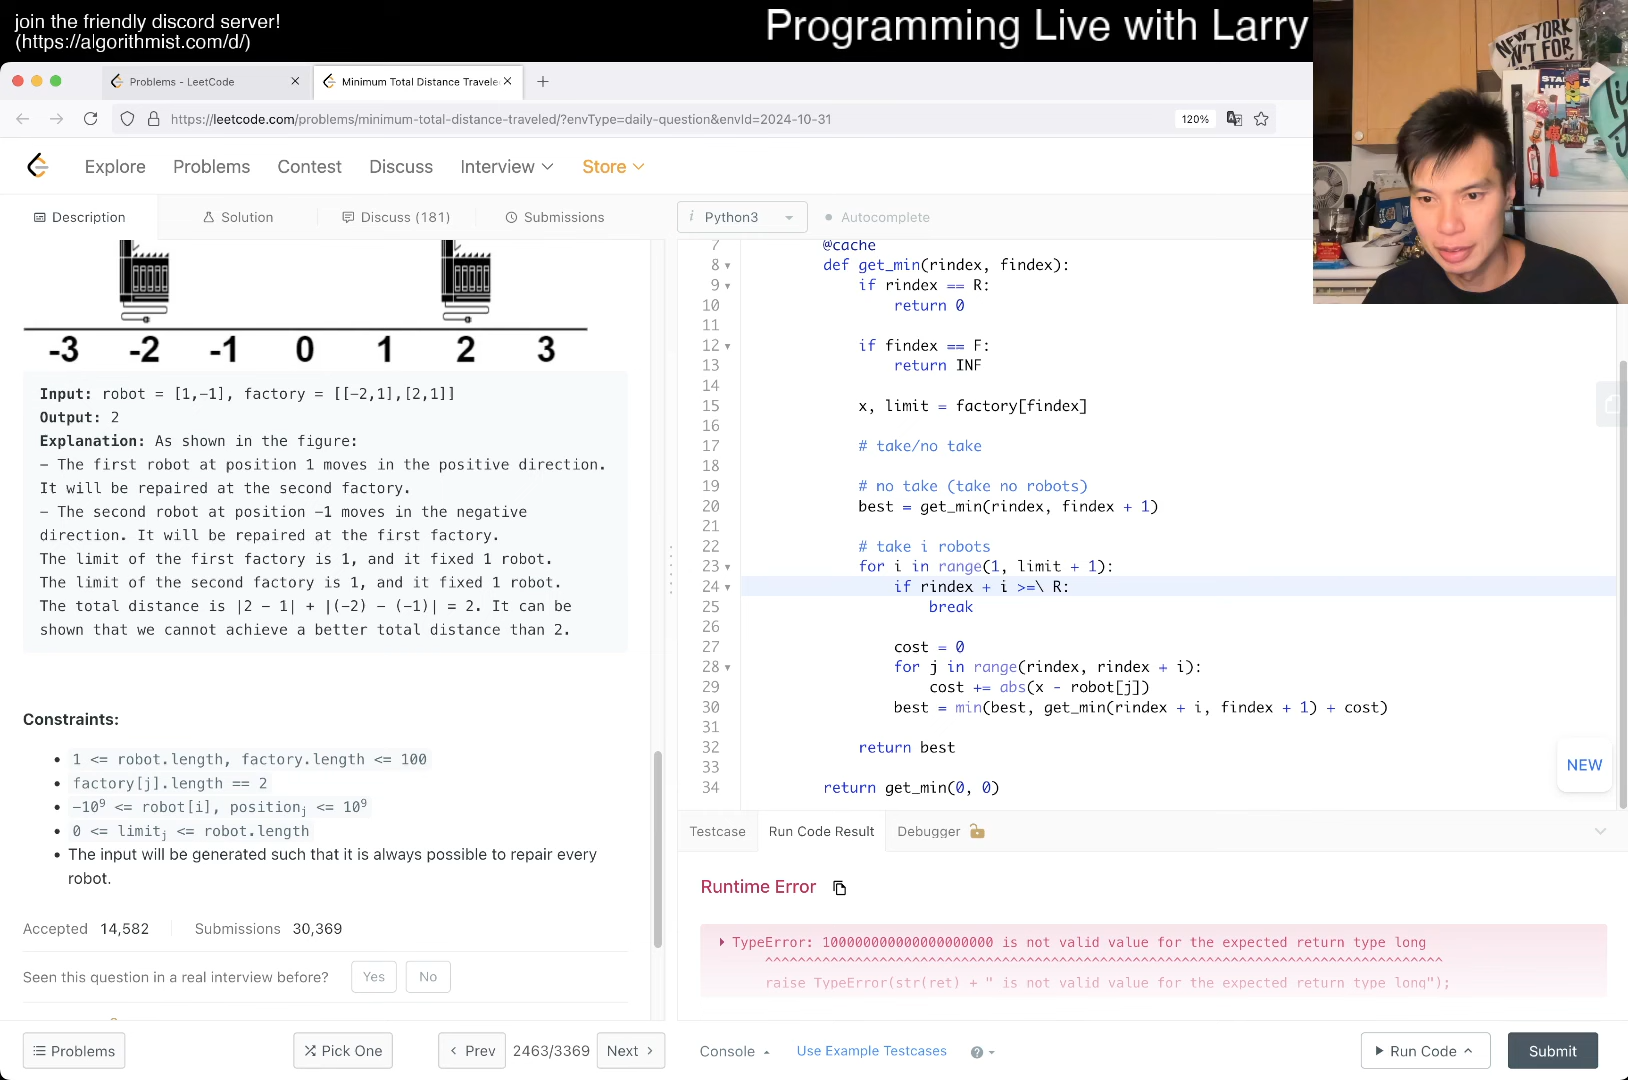 join the friendly discord server!
(https://algorithmist.com/d/)
Programming Live with Larry
NEW YORK
N'T FOR
Problems - LeetCode
Minimum Total Distance Travele
https://leetcode.com/problems/minimum-total-distance-traveled/?envType=daily-question&envId=2024-10-31
120%
Explore
Problems
Contest
Discuss
Interview
Store
Description
Solution
Discuss (181)
Submissions
i Python3
Autocomplete
-3 -2 -1 0 1 2 3
Input: robot = [1,-1], factory = [[-2,1],[2,1]]
Output: 2
Explanation: As shown in the figure:
- The first robot at position 1 moves in the positive direction.
It will be repaired at the second factory.
- The second robot at position -1 moves in the negative
direction. It will be repaired at the first factory.
The limit of the first factory is 1, and it fixed 1 robot.
The limit of the second factory is 1, and it fixed 1 robot.
The total distance is |2 - 1| + |(-2) - (-1)| = 2. It can be
shown that we cannot achieve a better total distance than 2.
Constraints:
• 1 <= robot.length, factory.length <= 100
• factory[j].length == 2
• -10⁹ <= robot[i], positionⱼ <= 10⁹
• 0 <= limitⱼ <= robot.length
• The input will be generated such that it is always possible to repair every
robot.
Accepted 14,582
Submissions 30,369
Seen this question in a real interview before?
Yes
No
7 @cache
8 def get_min(rindex, findex):
9 if rindex == R:
10 return 0
11
12 if findex == F:
13 return INF
14
15 x, limit = factory[findex]
16
17 # take/no take
18
19 # no take (take no robots)
20 best = get_min(rindex, findex + 1)
21
22 # take i robots
23 for i in range(1, limit + 1):
24 if rindex + i >=\ R:
25 break
26
27 cost = 0
28 for j in range(rindex, rindex + i):
29 cost += abs(x - robot[j])
30 best = min(best, get_min(rindex + i, findex + 1) + cost)
31
32 return best
33
34 return get_min(0, 0)
NEW
Testcase
Run Code Result
Debugger
Runtime Error
TypeError: 100000000000000000000 is not valid value for the expected return type long
^^^^^^^^^^^^^^^^^^^^^^^^^^^^^^^^^^^^^^^^^^^^^^^^^^^^^^^^^^^^^^^^^^^^^^^^^^^^^
raise TypeError(str(ret) + " is not valid value for the expected return type long");
Problems
Pick One
Prev
2463/3369
Next
Console
Use Example Testcases
Run Code
Submit